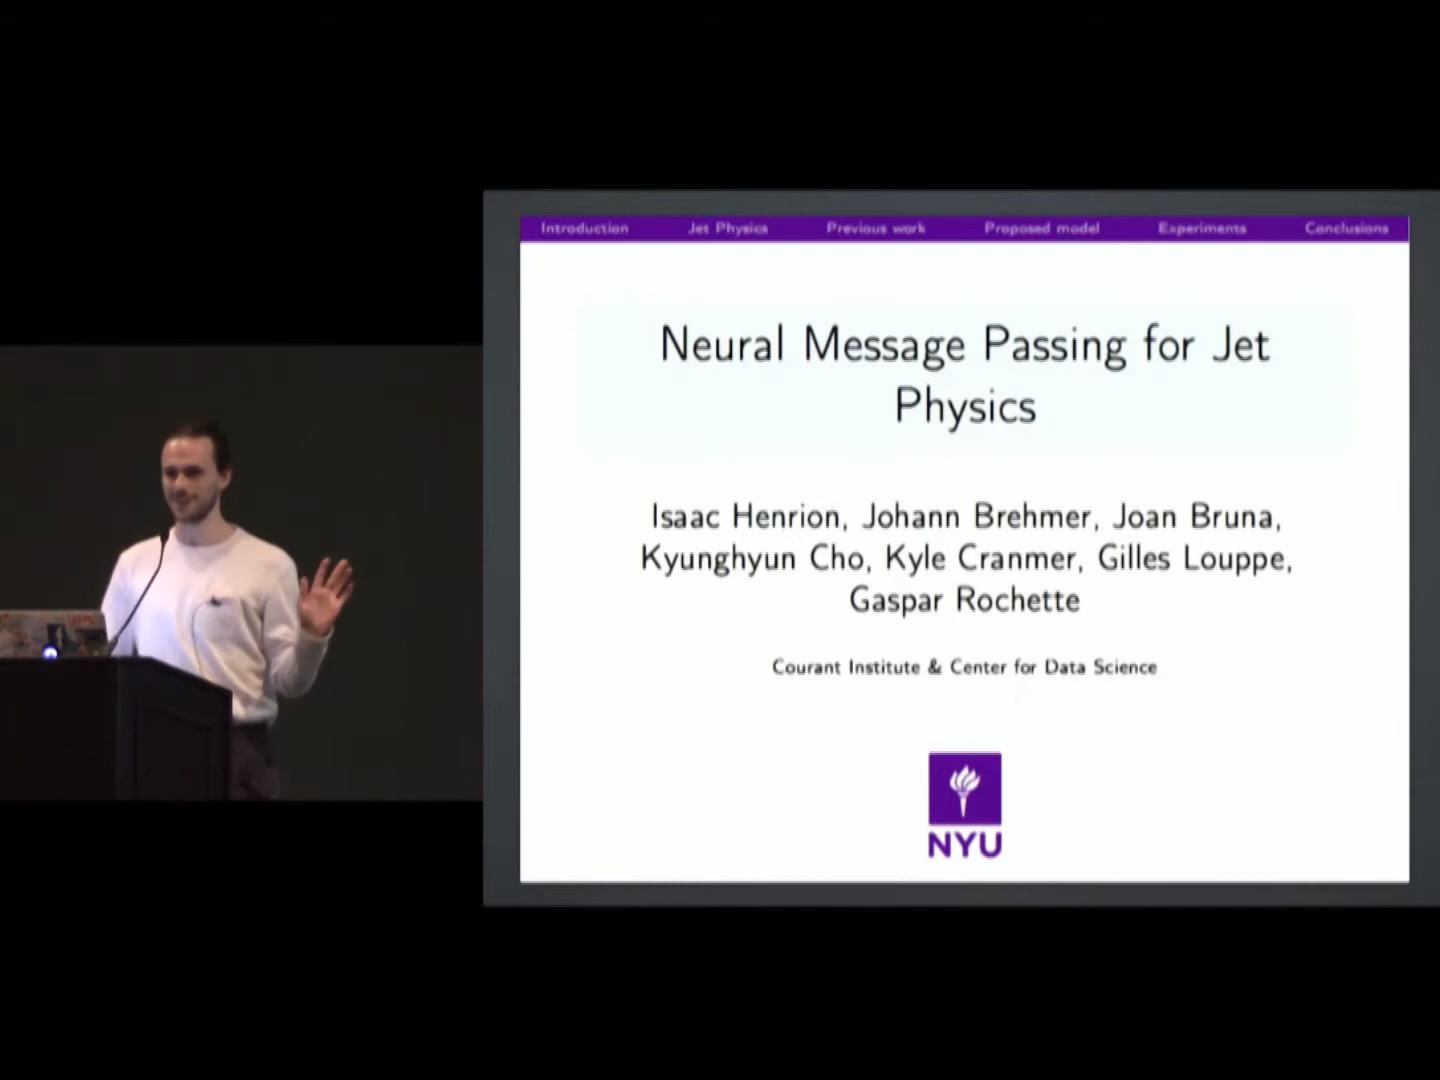 Introduction Jet Physics Previous work Proposed model Experiments Conclusions
Neural Message Passing for Jet
Physics
Isaac Henrion, Johann Brehmer, Joan Bruna,
Kyunghyun Cho, Kyle Cranmer, Gilles Louppe,
Gaspar Rochette
Courant Institute & Center for Data Science
NYU